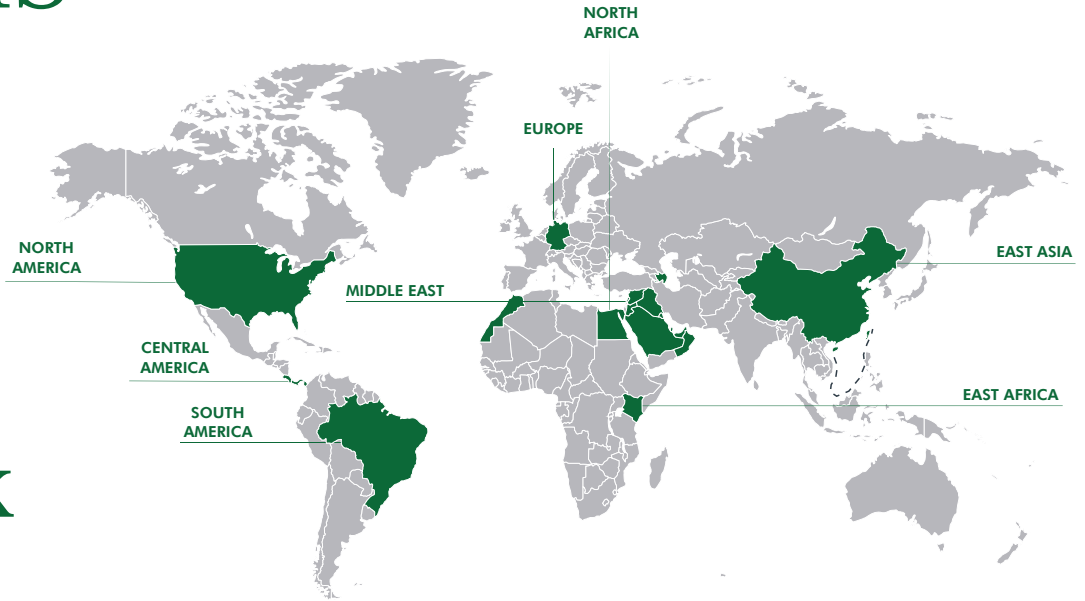 NORTH
AFRICA
EUROPE
NORTH
AMERICA
EAST ASIA
MIDDLE EAST
CENTRAL
AMERICA
EAST AFRICA
SOUTH
AMERICA